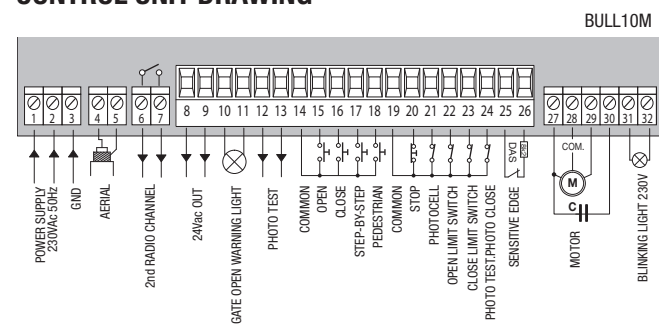 CONTROL UNIT DRAWING
BULL10M
1 2 3 4 5 6 7 8 9 10 11 12 13 14 15 16 17 18 19 20 21 22 23 24 25 26 27 28 29 30 31 32
POWER SUPPLY
230VAc 50Hz
GND
AERIAL
2nd RADIO CHANNEL
24Vac OUT
GATE OPEN WARNING LIGHT
PHOTO TEST
COMMON
OPEN
CLOSE
STEP-BY-STEP
PEDESTRIAN
COMMON
STOP
PHOTOCELL
OPEN LIMIT SWITCH
CLOSE LIMIT SWITCH
PHOTO TEST.PHOTO CLOSE
DAS
8k2
SENSITIVE EDGE
COM.
M
C
MOTOR
BLINKING LIGHT 230V